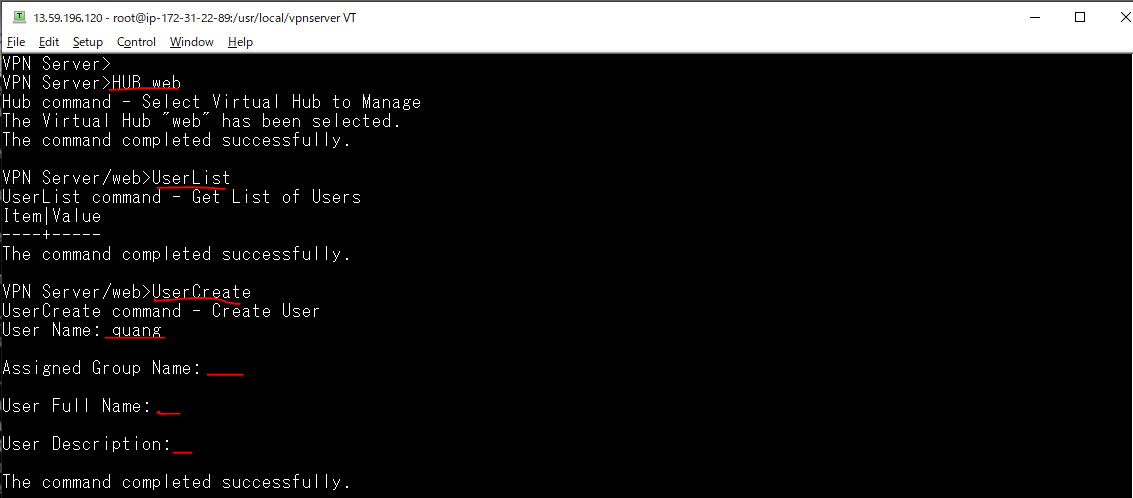 13.59.196.120 - root@ip-172-31-22-89:/usr/local/vpnserver VT
File Edit Setup Control Window Help
VPN Server>
VPN Server>HUB web
Hub command - Select Virtual Hub to Manage
The Virtual Hub "web" has been selected.
The command completed successfully.
VPN Server/web>UserList
UserList command - Get List of Users
Item|Value
----+-----
The command completed successfully.
VPN Server/web>UserCreate
UserCreate command - Create User
User Name: quang
Assigned Group Name:
User Full Name:
User Description:
The command completed successfully.